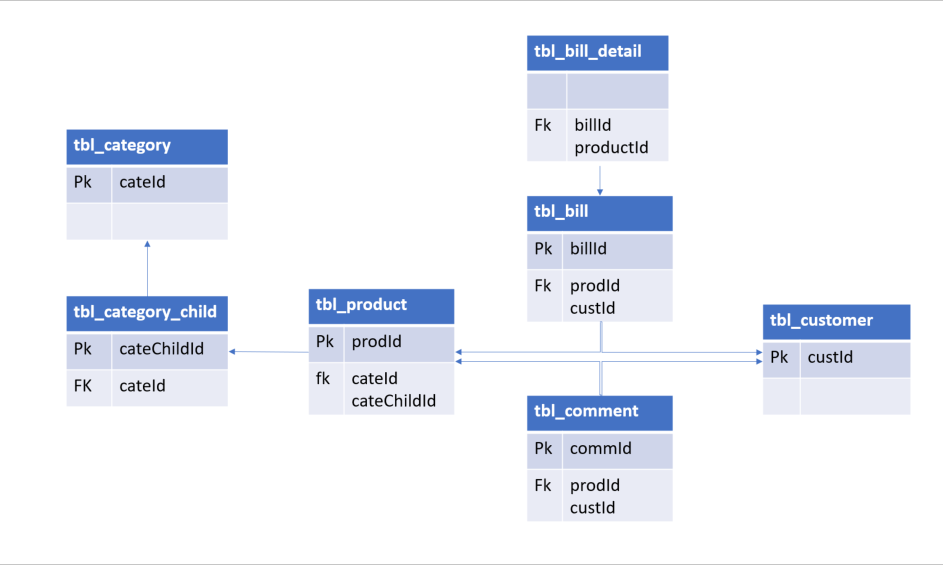 tbl_bill_detail
Fk billId
productId
tbl_category
Pk cateId
tbl_bill
Pk billId
Fk prodId
custId
tbl_category_child
Pk cateChildId
FK cateId
tbl_product
Pk prodId
fk cateId
cateChildId
tbl_customer
Pk custId
tbl_comment
Pk commId
Fk prodId
custId